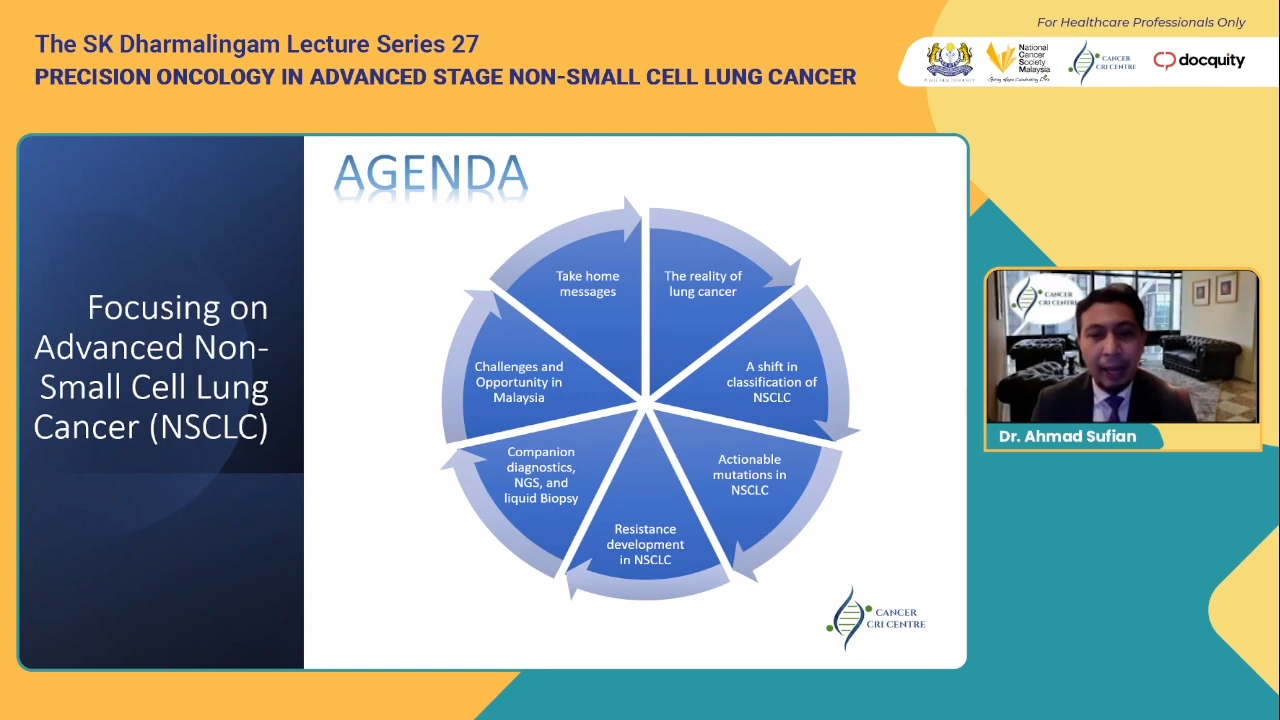 For Healthcare Professionals Only
The SK Dharmalingam Lecture Series 27
PRECISION ONCOLOGY IN ADVANCED STAGE NON-SMALL CELL LUNG CANCER
National
Cancer
Society
Malaysia
Giving Hope. Celebrating Life.
CANCER
CRI CENTRE
docquity
AGENDA
Focusing on
Advanced Non-
Small Cell Lung
Cancer (NSCLC)
The reality of
lung cancer
A shift in
classification of
NSCLC
Actionable
mutations in
NSCLC
Resistance
development
in NSCLC
Companion
diagnostics,
NGS, and
liquid Biopsy
Challenges and
Opportunity in
Malaysia
Take home
messages
CANCER
CRI CENTRE
CANCER
CRI CENTRE
Dr. Ahmad Sufian